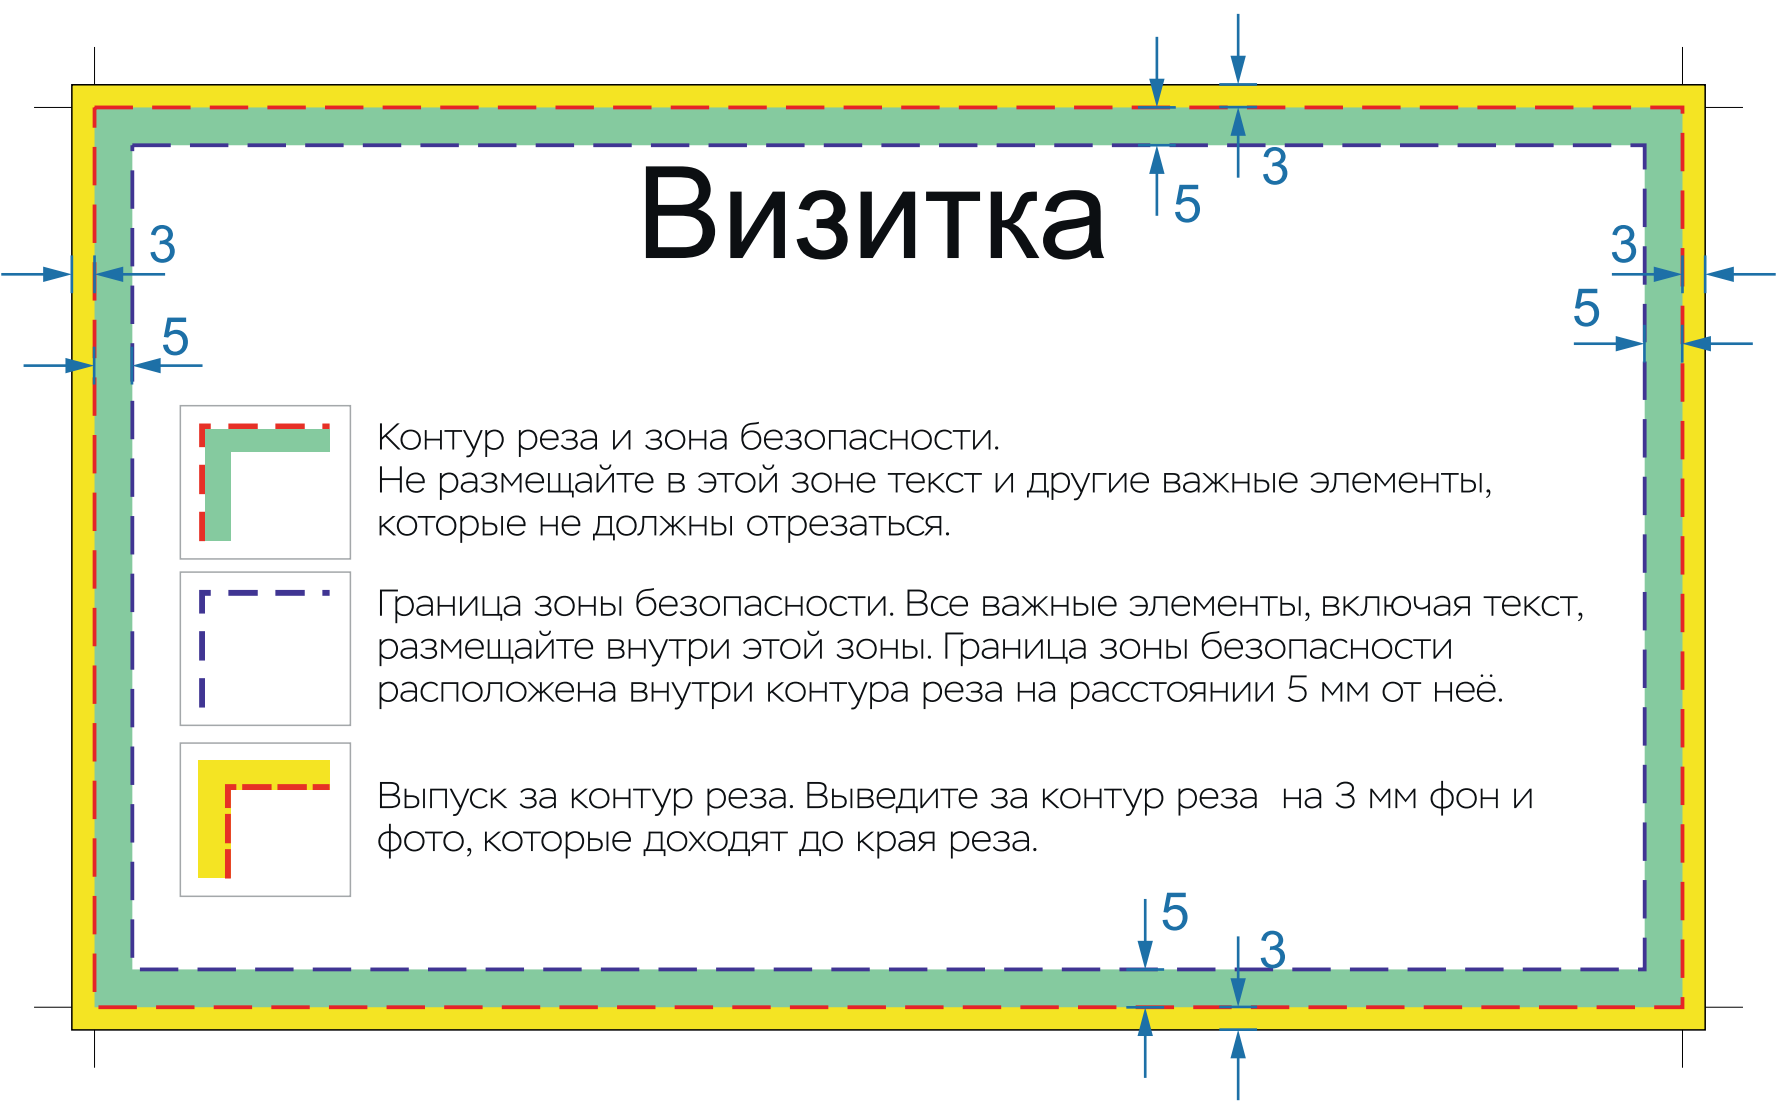 3
5
Визитка
3
5
3
5
Контур реза и зона безопасности.
Не размещайте в этой зоне текст и другие важные элементы,
которые не должны отрезаться.
Граница зоны безопасности. Все важные элементы, включая текст,
размещайте внутри этой зоны. Граница зоны безопасности
расположена внутри контура реза на расстоянии 5 мм от неё.
Выпуск за контур реза. Выведите за контур реза  на 3 мм фон и
фото, которые доходят до края реза.
5
3